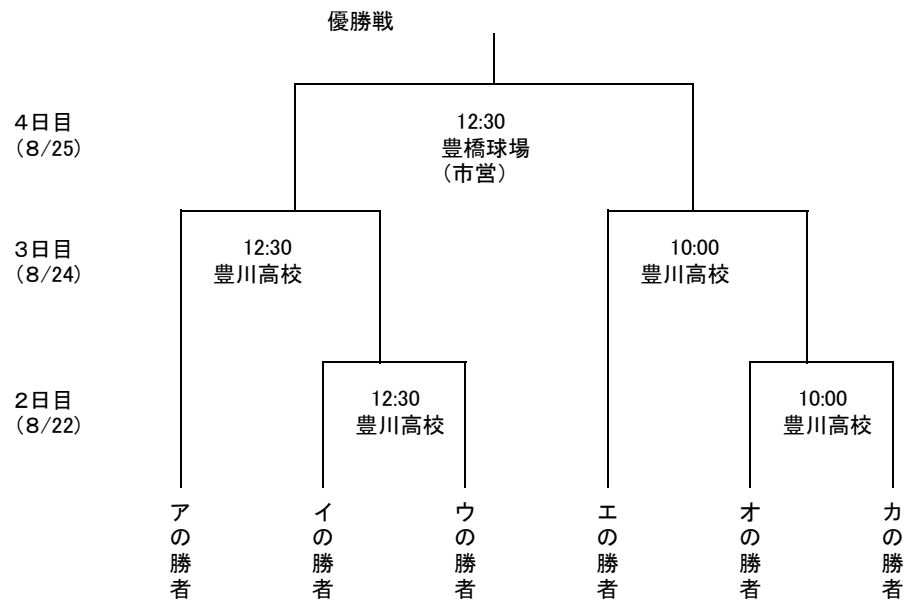 優勝戦
4日目
(8/25)
12:30
豊橋球場
(市営)
3日目
(8/24)
12:30
豊川高校
10:00
豊川高校
2日目
(8/22)
12:30
豊川高校
10:00
豊川高校
アの勝者
イの勝者
ウの勝者
エの勝者
オの勝者
カの勝者